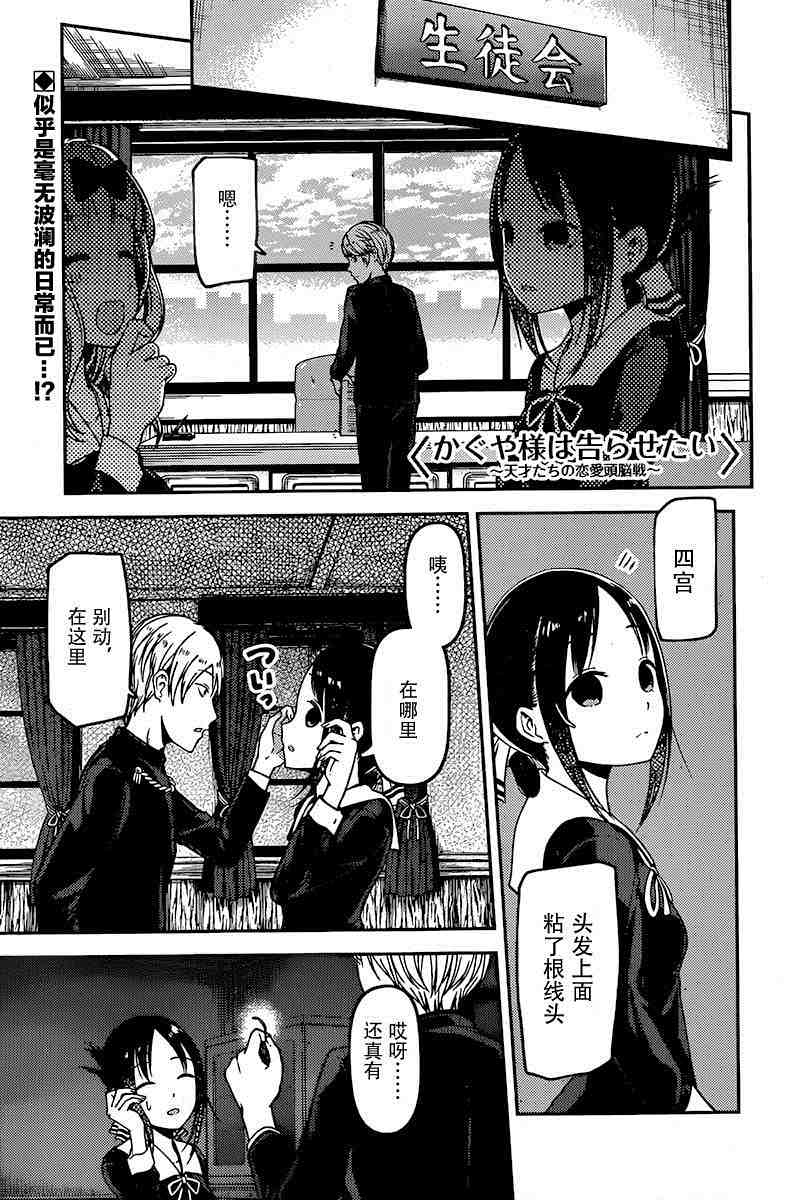 生徒会
◆似乎是毫无波澜的日常而已…!?
嗯……
〈かぐや様は告らせたい〉
～天才たちの恋愛頭脳戦～
四宫
头发上面
粘了根线头
咦……
在哪里
别动,
在这里
ついっ
哎呀……
还真有